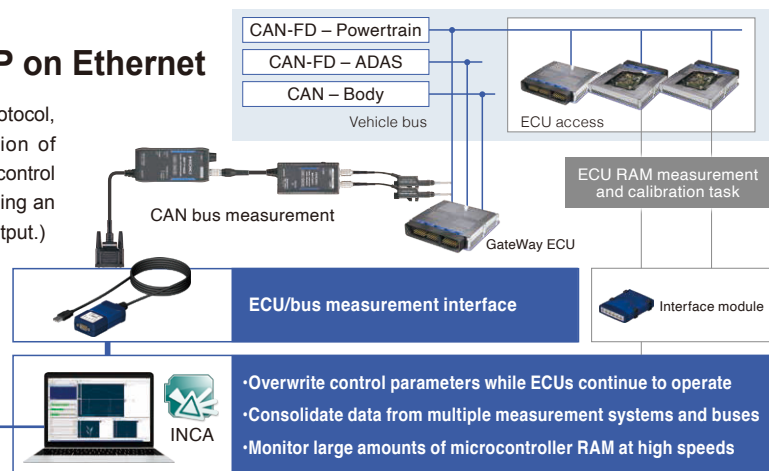 P on Ethernet
otocol,
ion of
control
ing an
tput.)
CAN-FD – Powertrain
CAN-FD – ADAS
CAN – Body
Vehicle bus
ECU access
CAN bus measurement
GateWay ECU
ECU RAM measurement
and calibration task
ECU/bus measurement interface
Interface module
INCA
·Overwrite control parameters while ECUs continue to operate
·Consolidate data from multiple measurement systems and buses
·Monitor large amounts of microcontroller RAM at high speeds